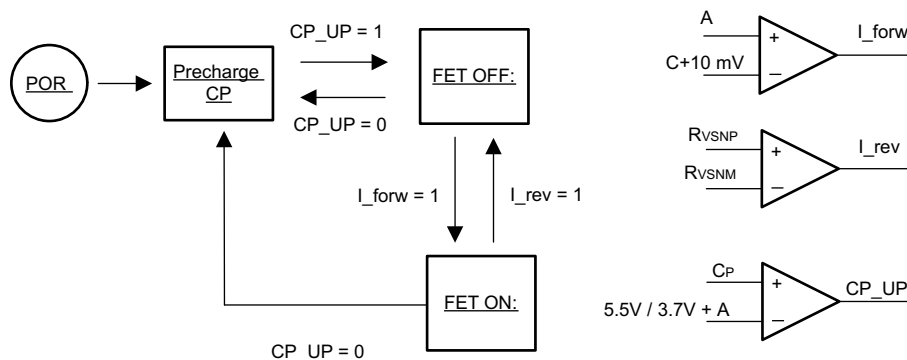 CP_UP = 1
POR
Precharge
CP
FET OFF:
CP_UP = 0
I_forw = 1
I_rev = 1
FET ON:
CP_UP = 0
A
+
C+10 mV
−
I_forw
RVSNP
+
RVSNM
−
I_rev
CP
+
5.5V / 3.7V + A
−
CP_UP